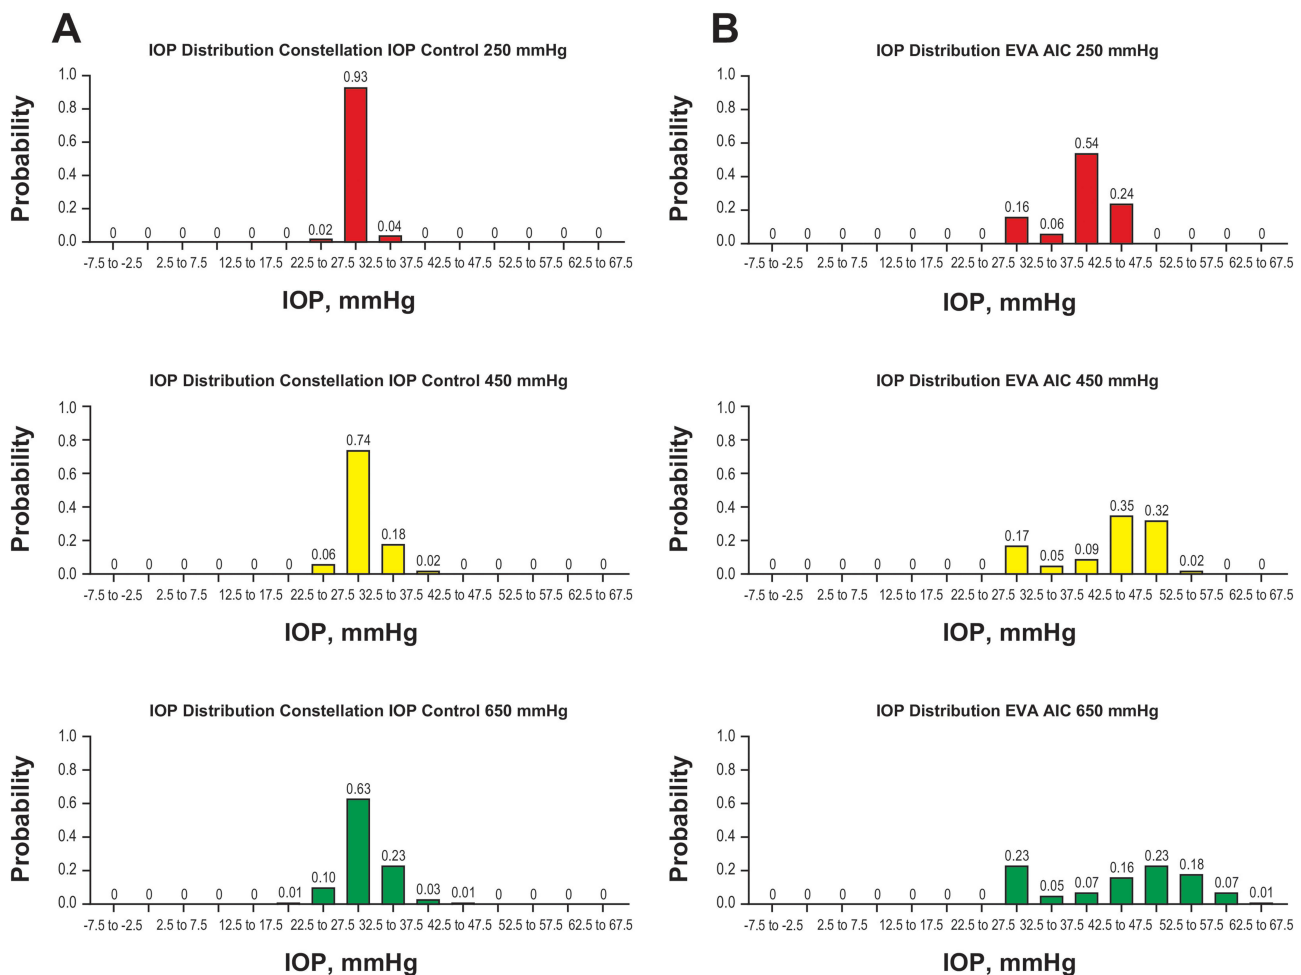 A
IOP Distribution Constellation IOP Control 250 mmHg
Probability
1.0
0.8
0.6
0.4
0.2
0.0
0 0 0 0 0 0 0.02 0.93 0.04 0 0 0 0 0 0
-7.5 to -2.5 2.5 to 7.5 12.5 to 17.5 22.5 to 27.5 32.5 to 37.5 42.5 to 47.5 52.5 to 57.5 62.5 to 67.5
IOP, mmHg
IOP Distribution Constellation IOP Control 450 mmHg
Probability
1.0
0.8
0.6
0.4
0.2
0.0
0 0 0 0 0 0 0.06 0.74 0.18 0.02 0 0 0 0 0
-7.5 to -2.5 2.5 to 7.5 12.5 to 17.5 22.5 to 27.5 32.5 to 37.5 42.5 to 47.5 52.5 to 57.5 62.5 to 67.5
IOP, mmHg
IOP Distribution Constellation IOP Control 650 mmHg
Probability
1.0
0.8
0.6
0.4
0.2
0.0
0 0 0 0 0 0.01 0.10 0.63 0.23 0.03 0.01 0 0 0 0
-7.5 to -2.5 2.5 to 7.5 12.5 to 17.5 22.5 to 27.5 32.5 to 37.5 42.5 to 47.5 52.5 to 57.5 62.5 to 67.5
IOP, mmHg
B
IOP Distribution EVA AIC 250 mmHg
Probability
1.0
0.8
0.6
0.4
0.2
0.0
0 0 0 0 0 0 0 0.16 0.06 0.54 0.24 0 0 0 0
-7.5 to -2.5 2.5 to 7.5 12.5 to 17.5 22.5 to 27.5 32.5 to 37.5 42.5 to 47.5 52.5 to 57.5 62.5 to 67.5
IOP, mmHg
IOP Distribution EVA AIC 450 mmHg
Probability
1.0
0.8
0.6
0.4
0.2
0.0
0 0 0 0 0 0 0 0.17 0.05 0.09 0.35 0.32 0.02 0 0
-7.5 to -2.5 2.5 to 7.5 12.5 to 17.5 22.5 to 27.5 32.5 to 37.5 42.5 to 47.5 52.5 to 57.5 62.5 to 67.5
IOP, mmHg
IOP Distribution EVA AIC 650 mmHg
Probability
1.0
0.8
0.6
0.4
0.2
0.0
0 0 0 0 0 0 0 0.23 0.05 0.07 0.16 0.23 0.18 0.07 0.01
-7.5 to -2.5 2.5 to 7.5 12.5 to 17.5 22.5 to 27.5 32.5 to 37.5 42.5 to 47.5 52.5 to 57.5 62.5 to 67.5
IOP, mmHg